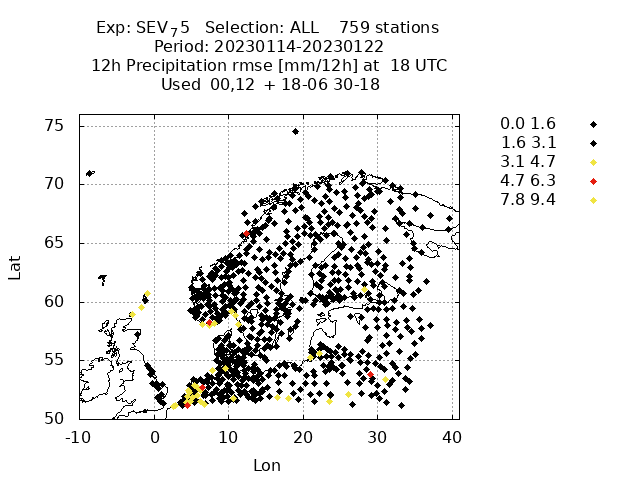 Exp: SEV₇5   Selection: ALL    759 stations
Period: 20230114-20230122
12h Precipitation rmse [mm/12h] at  18 UTC
Used  00,12  + 18-06 30-18
0.0 1.6
1.6 3.1
3.1 4.7
4.7 6.3
7.8 9.4
75
70
65
60
55
50
Lat
-10 0 10 20 30 40
Lon